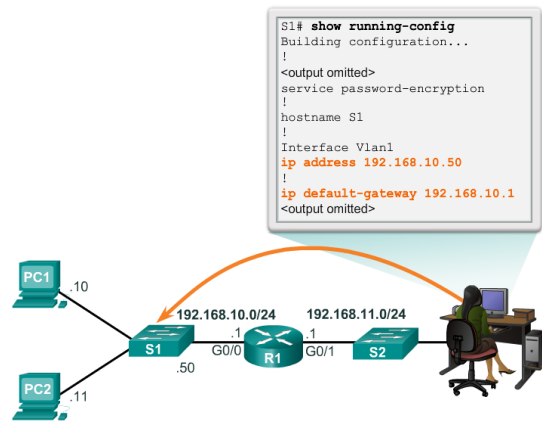 S1# show running-config
Building configuration...
!
<output omitted>
service password-encryption
!
hostname S1
!
Interface Vlan1
ip address 192.168.10.50
!
ip default-gateway 192.168.10.1
<output omitted>
PC1
.10
192.168.10.0/24
192.168.11.0/24
.1
.1
S1
G0/0
R1
G0/1
S2
.50
PC2
.11